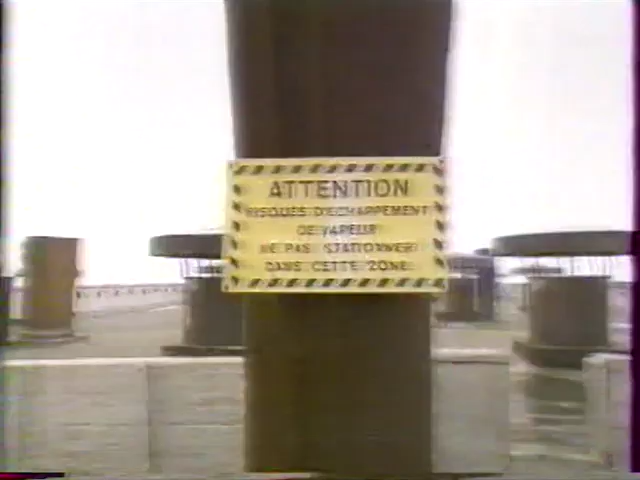 ATTENTION
RISQUES D'ECHAPPEMENT
DE VAPEUR
NE PAS STATIONNER
DANS CETTE ZONE